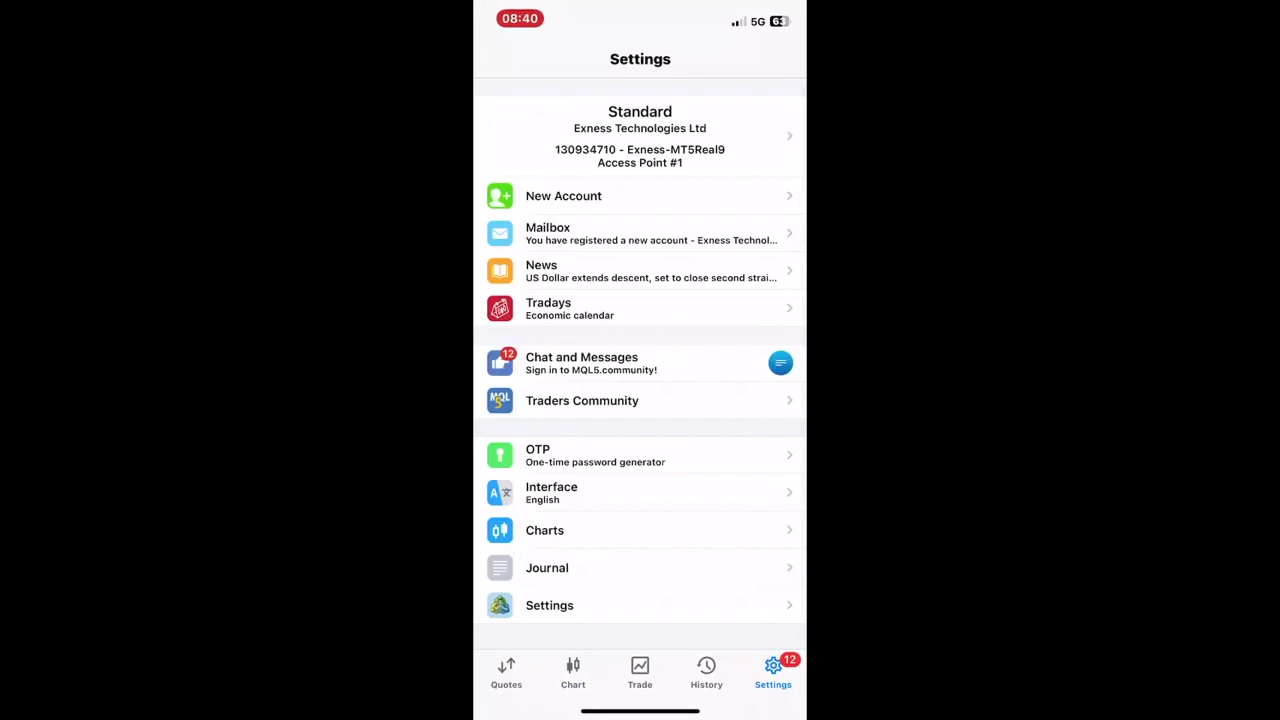 08:40
5G 63
Settings
Standard
Exness Technologies Ltd
130934710 - Exness-MT5Real9
Access Point #1
New Account
Mailbox
You have registered a new account - Exness Technol...
News
US Dollar extends descent, set to close second strai...
Tradays
Economic calendar
12
Chat and Messages
Sign in to MQL5.community!
MQL
5
Traders Community
OTP
One-time password generator
A 文
Interface
English
Charts
Journal
Settings
12
Quotes
Chart
Trade
History
Settings